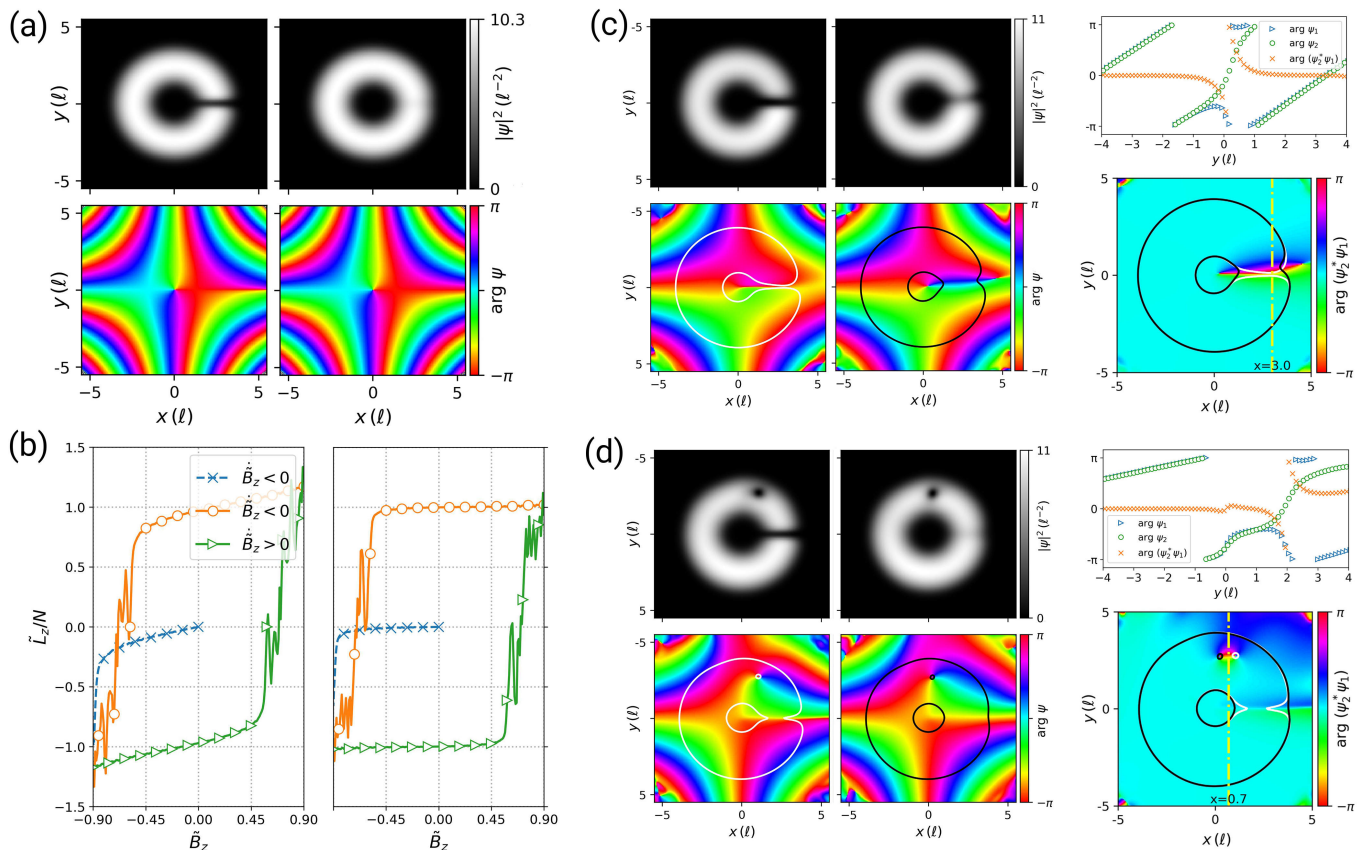 (a)
5
y (ℓ)
-5
10.3
|ψ|² (ℓ⁻²)
0
5
y (ℓ)
-5
-5 0 5
x (ℓ)
-5 0 5
x (ℓ)
π
arg ψ
−π
(b)
1.5
1.0
0.5
0.0
−0.5
−1.0
−1.5
L̃z/N
B̃̇z < 0
B̃̇z < 0
B̃̇z > 0
−0.90 −0.45 0.00 0.45 0.90
B̃z
−0.45 0.00 0.45 0.90
B̃z
(c)
-5
y (ℓ)
5
11
|ψ|² (ℓ⁻²)
0
-5
y (ℓ)
5
-5 0 5
x (ℓ)
-5 0 5
x (ℓ)
π
arg ψ
−π
π
0
-π
arg ψ₁
arg ψ₂
arg (ψ₂*ψ₁)
−4 −3 −2 −1 0 1 2 3 4
y (ℓ)
5
y (ℓ)
0
-5
x=3.0
-5 0 5
x (ℓ)
π
arg (ψ₂*ψ₁)
−π
(d)
-5
y (ℓ)
5
11
|ψ|² (ℓ⁻²)
0
-5
y (ℓ)
5
-5 0 5
x (ℓ)
-5 0 5
x (ℓ)
π
arg ψ
−π
π
0
-π
arg ψ₁
arg ψ₂
arg (ψ₂*ψ₁)
−4 −3 −2 −1 0 1 2 3 4
y (ℓ)
5
y (ℓ)
0
-5
x=0.7
-5 0 5
x (ℓ)
π
arg (ψ₂*ψ₁)
−π